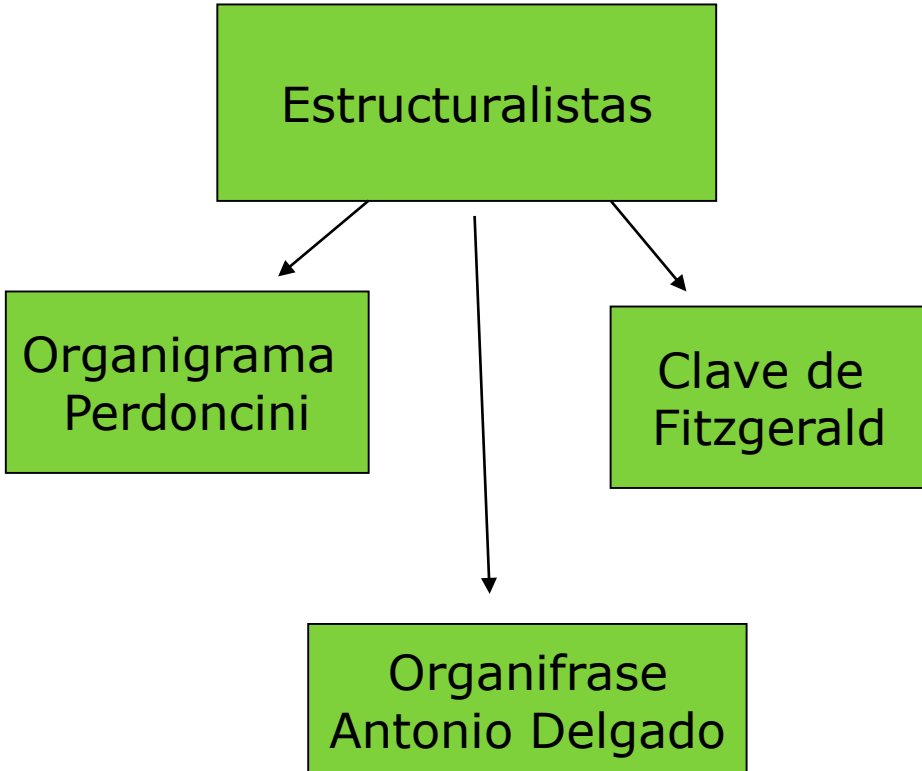 Estructuralistas
Organigrama
Perdoncini
Clave de
Fitzgerald
Organifrase
Antonio Delgado